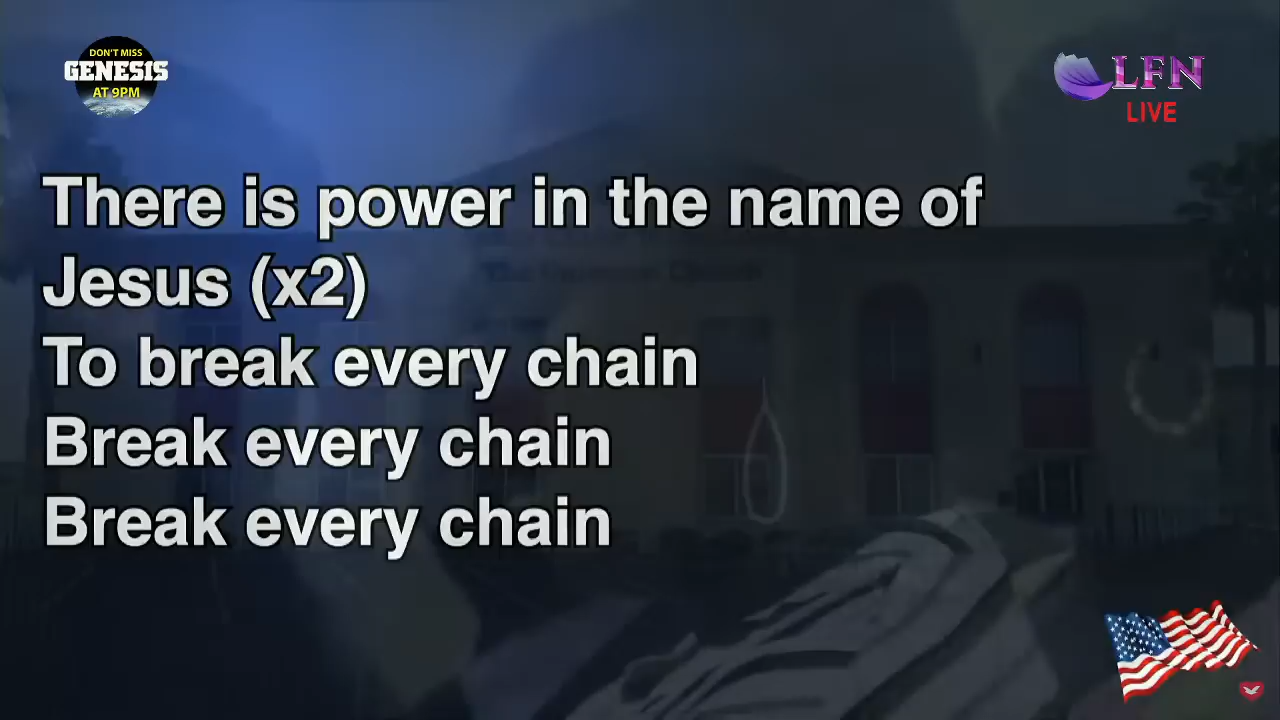 DON'T MISS
GENESIS
AT 9PM
LFN
LIVE
There is power in the name of
Jesus (x2)
To break every chain
Break every chain
Break every chain